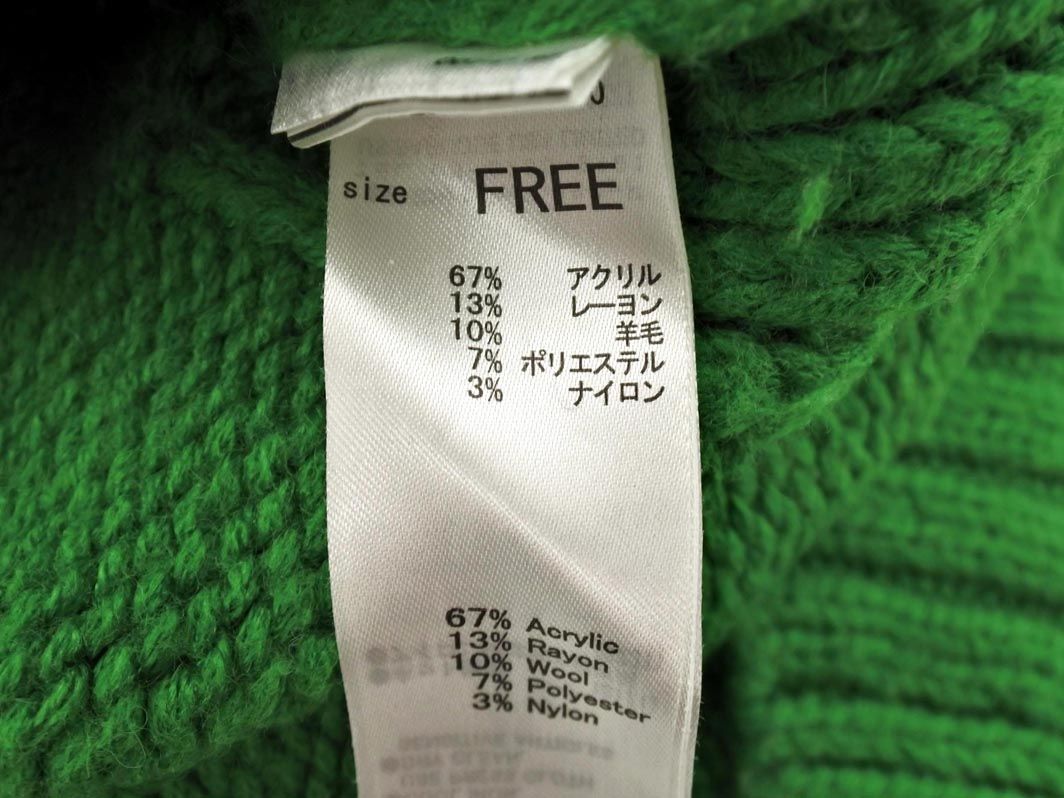 size FREE
67% アクリル
13% レーヨン
10% 羊毛
7% ポリエステル
3% ナイロン
67% Acrylic
13% Rayon
10% Wool
7% Polyester
3% Nylon